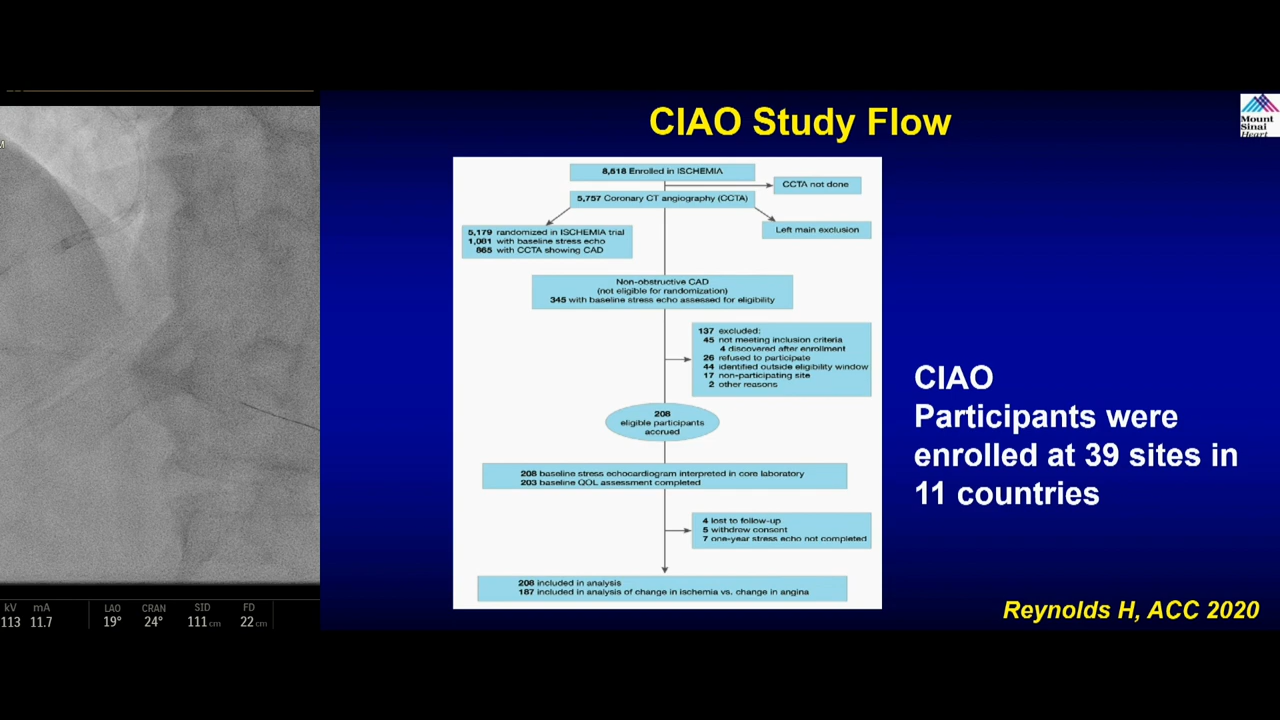 CIAO Study Flow
Mount
Sinai
Heart
M
8,518 Enrolled in ISCHEMIA
CCTA not done
5,757 Coronary CT angiography (CCTA)
5,179 randomized in ISCHEMIA trial
1,081 with baseline stress echo
865 with CCTA showing CAD
Left main exclusion
Non-obstructive CAD
(not eligible for randomization)
345 with baseline stress echo assessed for eligibility
137 excluded:
45 not meeting inclusion criteria
4 discovered after enrollment
26 refused to participate
44 identified outside eligibility window
17 non-participating site
2 other reasons
208
eligible participants
accrued
208 baseline stress echocardiogram interpreted in core laboratory
203 baseline QOL assessment completed
4 lost to follow-up
5 withdrew consent
7 one-year stress echo not completed
208 included in analysis
187 included in analysis of change in ischemia vs. change in angina
CIAO
Participants were
enrolled at 39 sites in
11 countries
Reynolds H, ACC 2020
kV mA LAO CRAN SID FD
113 11.7 19° 24° 111 cm 22 cm